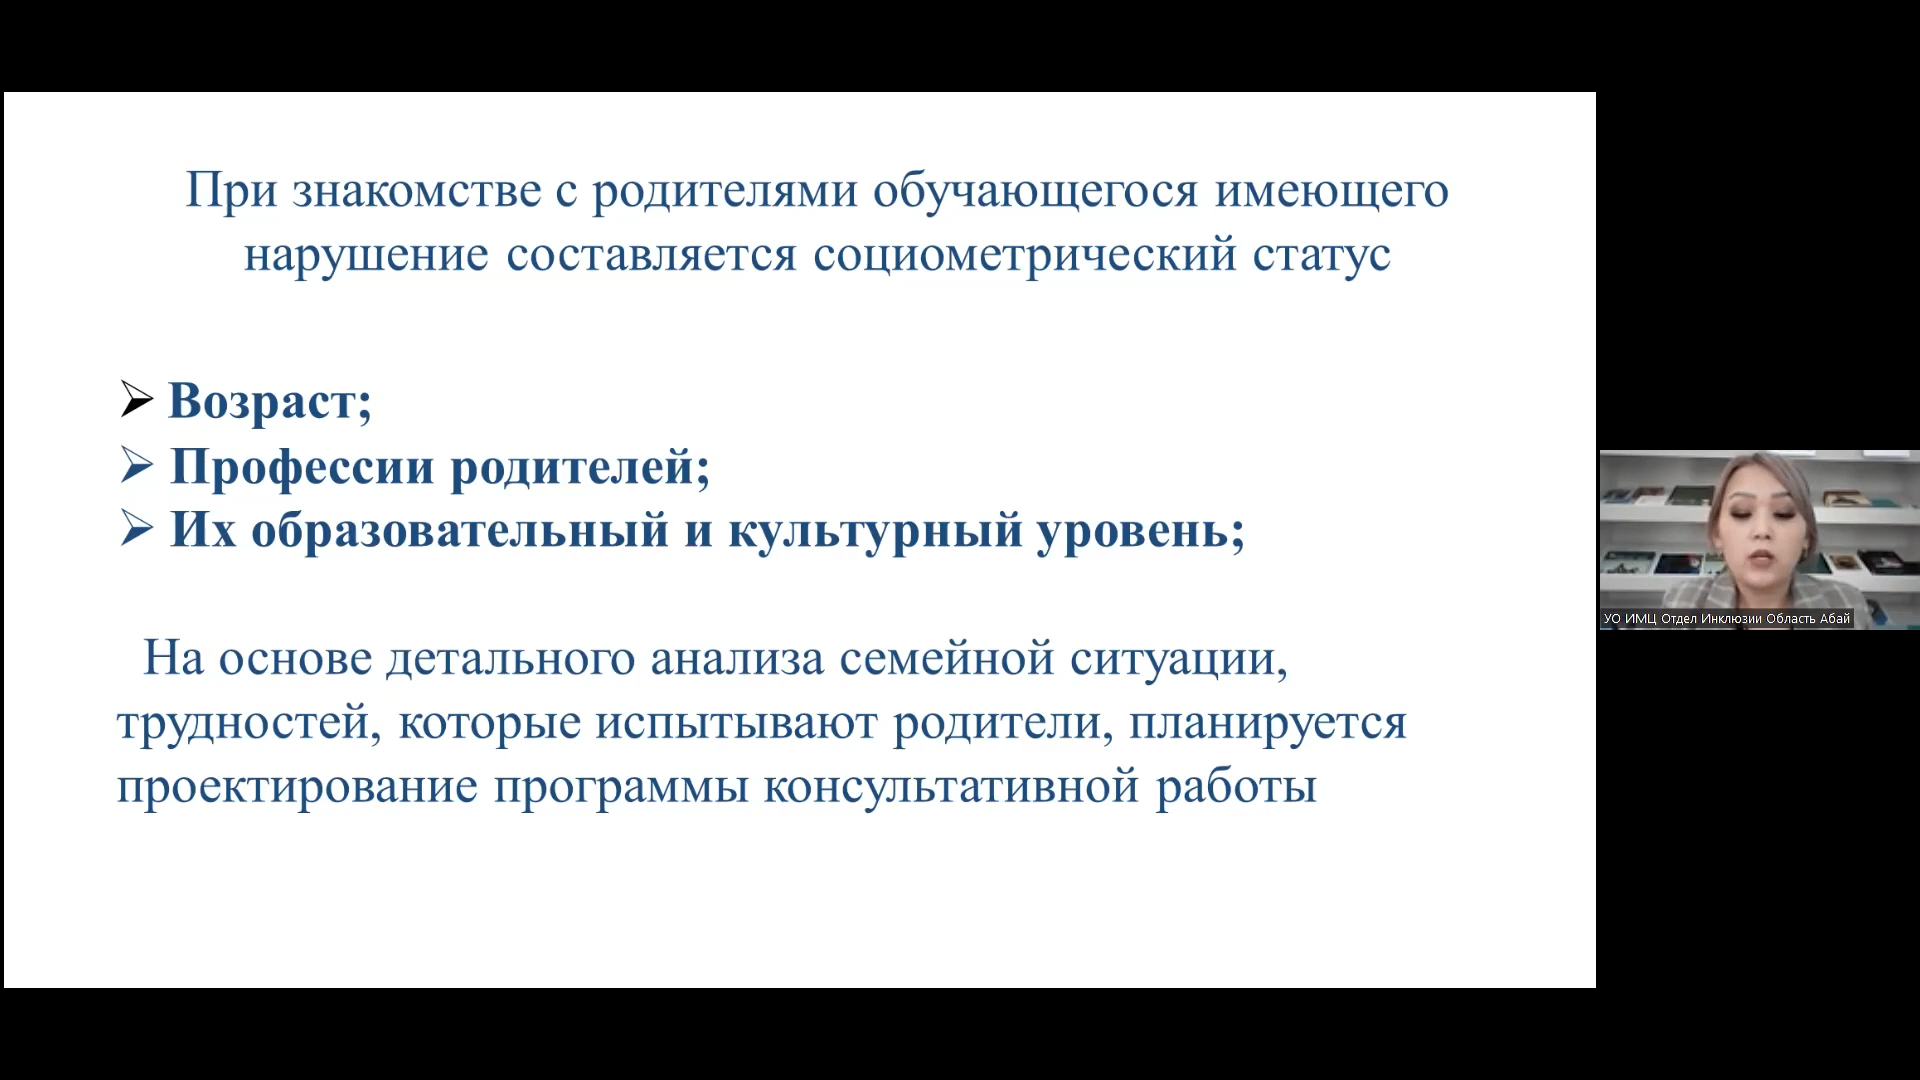 При знакомстве с родителями обучающегося имеющего
нарушение составляется социометрический статус
Возраст;
Профессии родителей;
Их образовательный и культурный уровень;
На основе детального анализа семейной ситуации,
трудностей, которые испытывают родители, планируется
проектирование программы консультативной работы
УО ИМЦ Отдел Инклюзии Область Абай